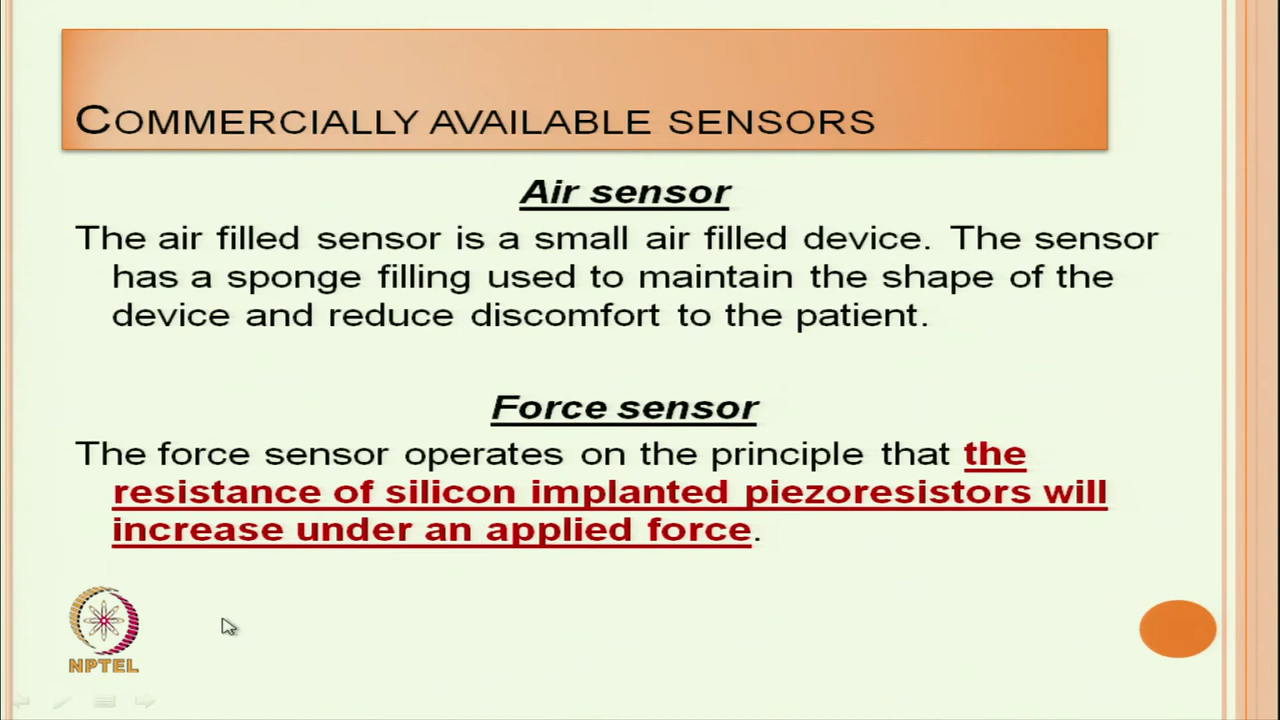 COMMERCIALLY AVAILABLE SENSORS
Air sensor
The air filled sensor is a small air filled device. The sensor
has a sponge filling used to maintain the shape of the
device and reduce discomfort to the patient.
Force sensor
The force sensor operates on the principle that the
resistance of silicon implanted piezoresistors will
increase under an applied force.
NPTEL